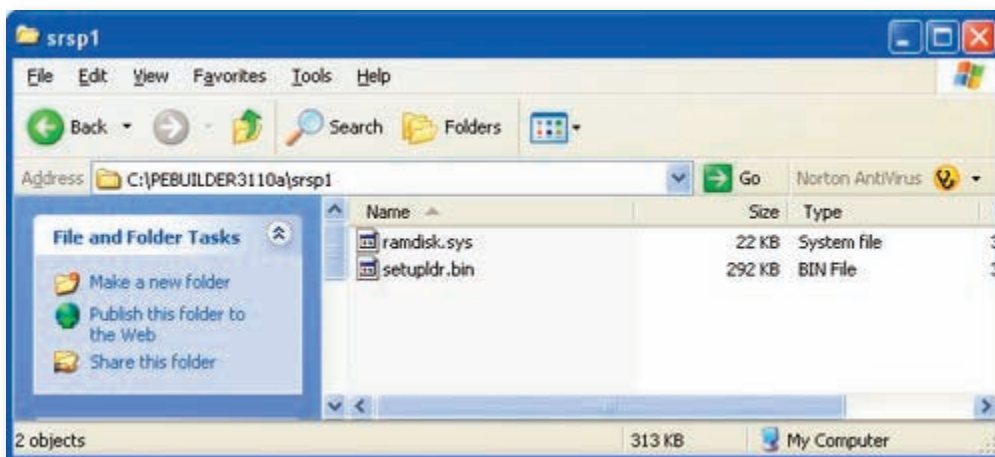 srsp1
File Edit View Favorites Tools Help
Back Search Folders
Address C:\PEBUILDER3110a\srsp1 Go Norton AntiVirus
File and Folder Tasks
Make a new folder
Publish this folder to
the Web
Share this folder
Name Size Type
ramdisk.sys 22 KB System file
setupldr.bin 292 KB BIN File
2 objects 313 KB My Computer